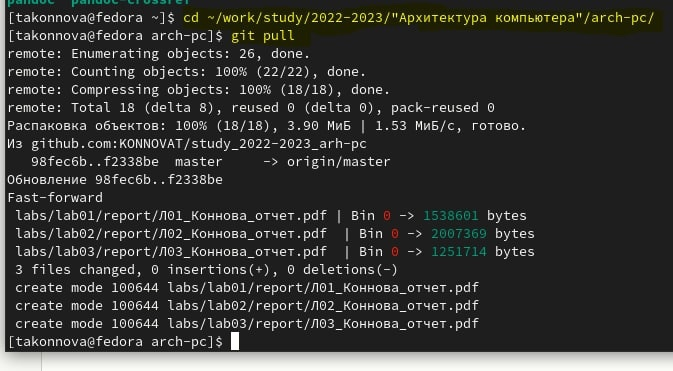 pandoc pandoc-crossref
[takonnova@fedora ~]$ cd ~/work/study/2022-2023/"Архитектура компьютера"/arch-pc/
[takonnova@fedora arch-pc]$ git pull
remote: Enumerating objects: 26, done.
remote: Counting objects: 100% (22/22), done.
remote: Compressing objects: 100% (18/18), done.
remote: Total 18 (delta 8), reused 0 (delta 0), pack-reused 0
Распаковка объектов: 100% (18/18), 3.90 МиБ | 1.53 МиБ/с, готово.
Из github.com:KONNOVAT/study_2022-2023_arh-pc
   98fec6b..f2338be  master     -> origin/master
Обновление 98fec6b..f2338be
Fast-forward
 labs/lab01/report/Л01_Коннова_отчет.pdf | Bin 0 -> 1538601 bytes
 labs/lab02/report/Л02_Коннова_отчет.pdf  | Bin 0 -> 2007369 bytes
 labs/lab03/report/Л03_Коннова_отчет.pdf  | Bin 0 -> 1251714 bytes
 3 files changed, 0 insertions(+), 0 deletions(-)
 create mode 100644 labs/lab01/report/Л01_Коннова_отчет.pdf
 create mode 100644 labs/lab02/report/Л02_Коннова_отчет.pdf
 create mode 100644 labs/lab03/report/Л03_Коннова_отчет.pdf
[takonnova@fedora arch-pc]$